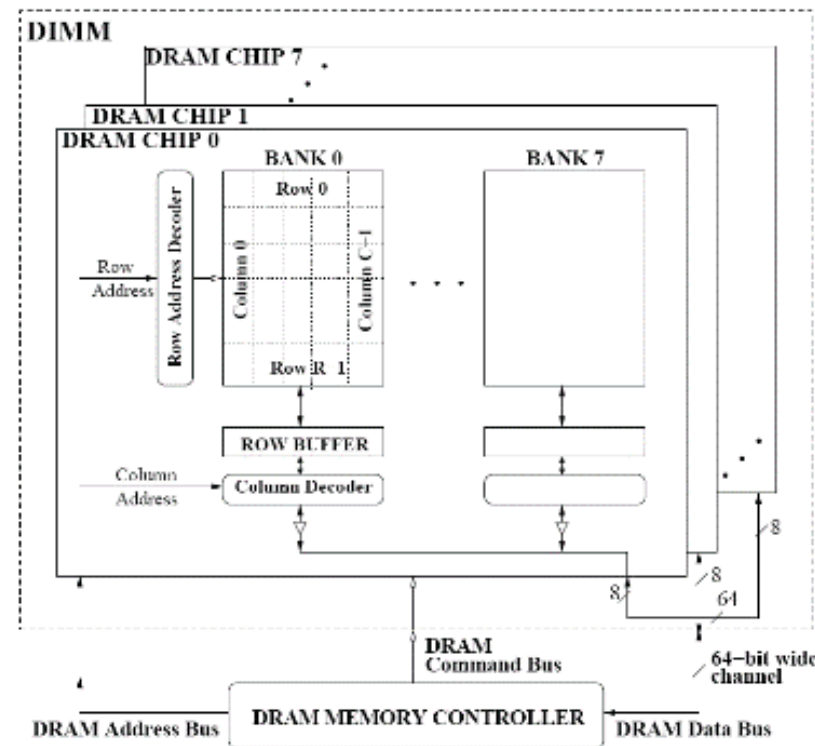 DIMM
DRAM CHIP 7
DRAM CHIP 1
DRAM CHIP 0
BANK 0
BANK 7
Row 0
Row Address Decoder
Column 0
Column C−1
Row
Address
Row R 1
ROW BUFFER
Column
Address
Column Decoder
8
8
8
64
DRAM
Command Bus
64−bit wide
channel
DRAM Address Bus
DRAM MEMORY CONTROLLER
DRAM Data Bus